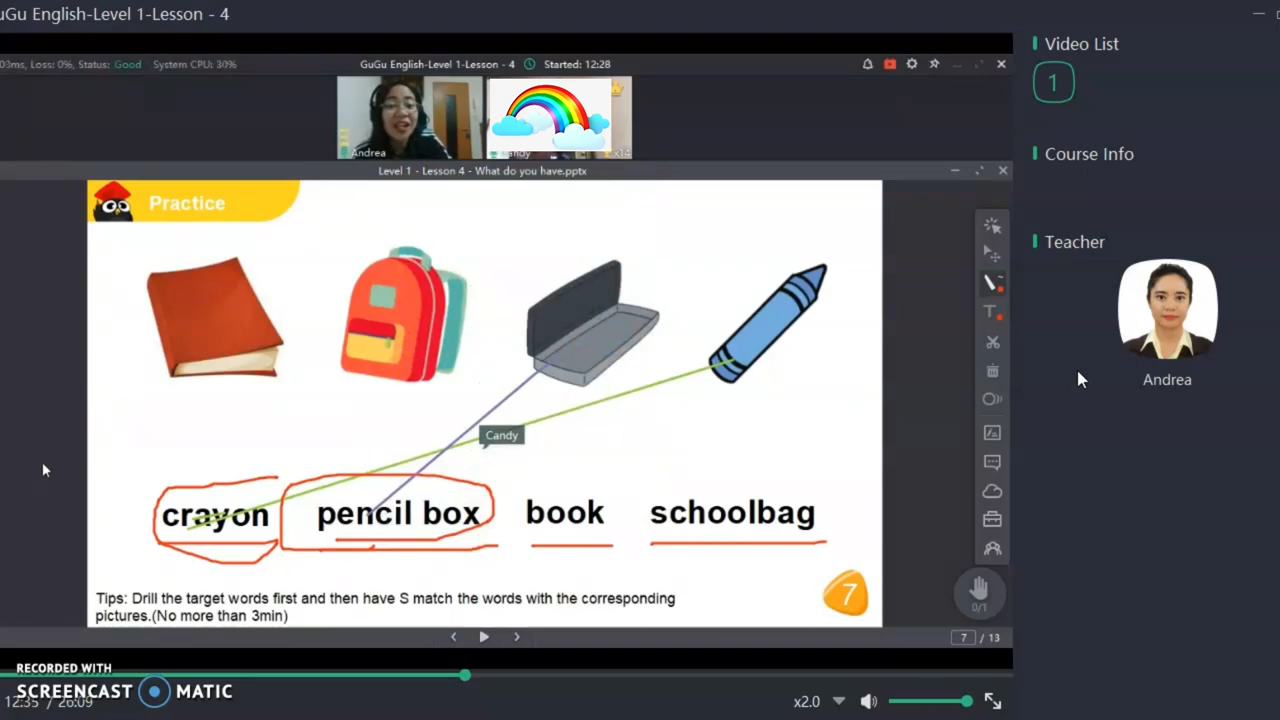 GuGu English-Level 1-Lesson - 4
Video List
1
Course Info
Teacher
Andrea
03ms, Loss: 0%, Status: Good System CPU: 30%
GuGu English-Level 1-Lesson - 4 Started: 12:28
Andrea
x14
Level 1 - Lesson 4 - What do you have.pptx
Practice
Candy
crayon pencil box book schoolbag
Tips: Drill the target words first and then have S match the words with the corresponding
pictures.(No more than 3min)
7
0/1
7 / 13
RECORDED WITH
SCREENCAST MATIC
12:35 / 26:09
x2.0